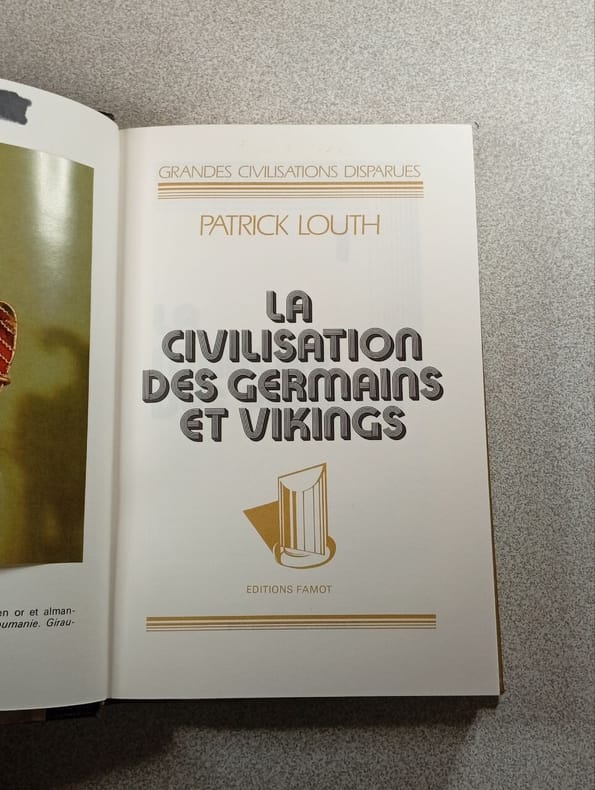 en or et alman-
oumanie. Girau-
GRANDES CIVILISATIONS DISPARUES
PATRICK LOUTH
LA
CIVILISATION
DES GERMAINS
ET VIKINGS
EDITIONS FAMOT